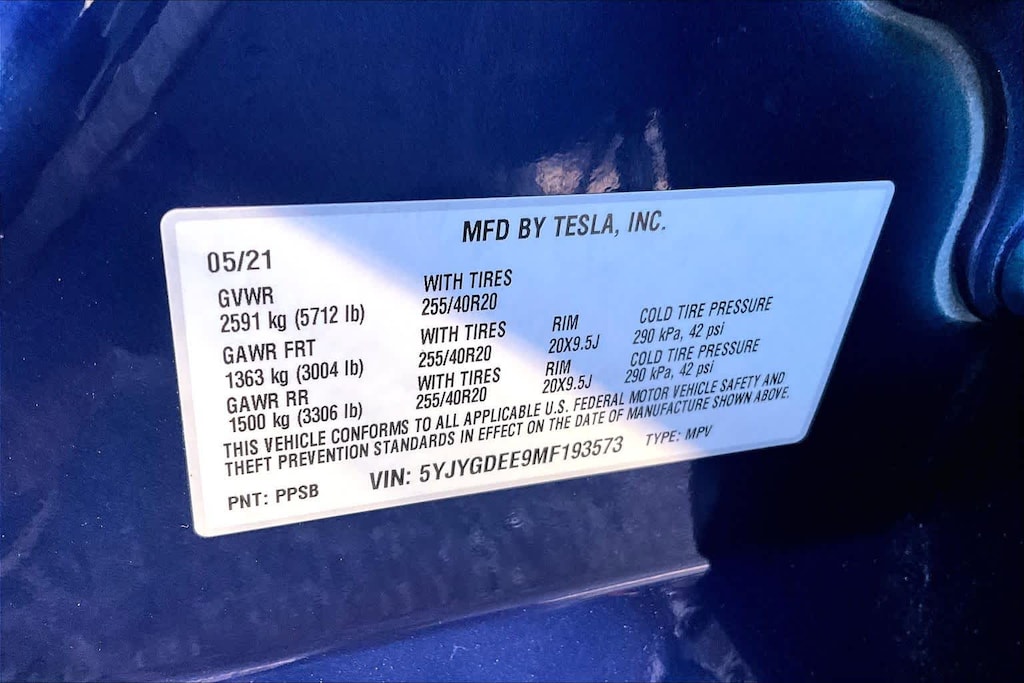 MFD BY TESLA, INC.
05/21
GVWR WITH TIRES
2591 kg (5712 lb) 255/40R20
GAWR FRT WITH TIRES RIM COLD TIRE PRESSURE
1363 kg (3004 lb) 255/40R20 20X9.5J 290 kPa, 42 psi
GAWR RR WITH TIRES RIM COLD TIRE PRESSURE
1500 kg (3306 lb) 255/40R20 20X9.5J 290 kPa, 42 psi
THIS VEHICLE CONFORMS TO ALL APPLICABLE U.S. FEDERAL MOTOR VEHICLE SAFETY AND
THEFT PREVENTION STANDARDS IN EFFECT ON THE DATE OF MANUFACTURE SHOWN ABOVE.
PNT: PPSB VIN: 5YJYGDEE9MF193573 TYPE: MPV